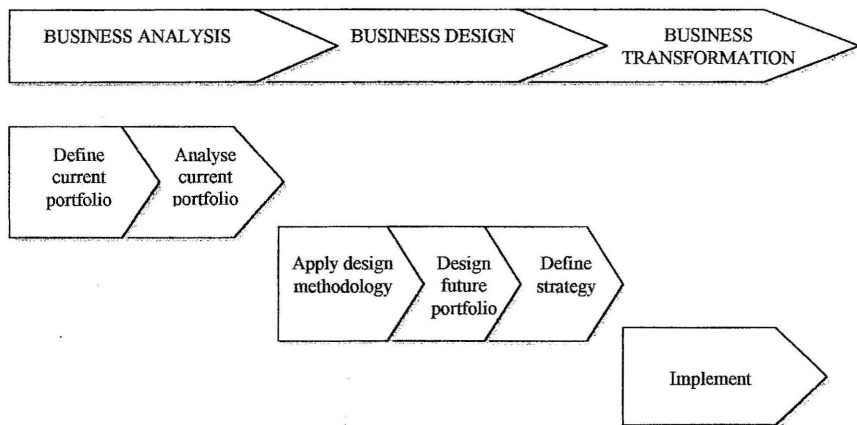 BUSINESS ANALYSIS
BUSINESS DESIGN
BUSINESS
TRANSFORMATION
Define
current
portfolio
Analyse
current
portfolio
Apply design
methodology
Design
future
portfolio
Define
strategy
Implement